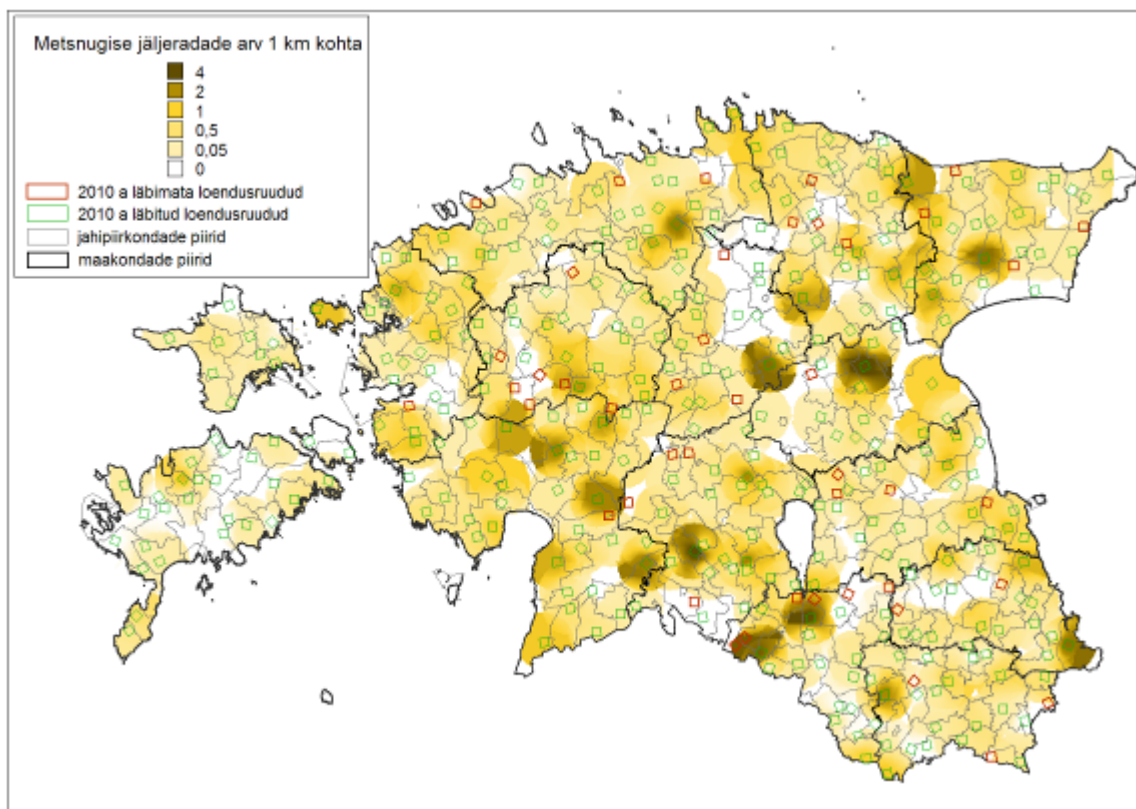 Metsnugise jäljeradade arv 1 km kohta
4
2
1
0,5
0,05
0
2010 a läbimata loendusruudud
2010 a läbitud loendusruudud
jahipiirkondade piirid
maakondade piirid